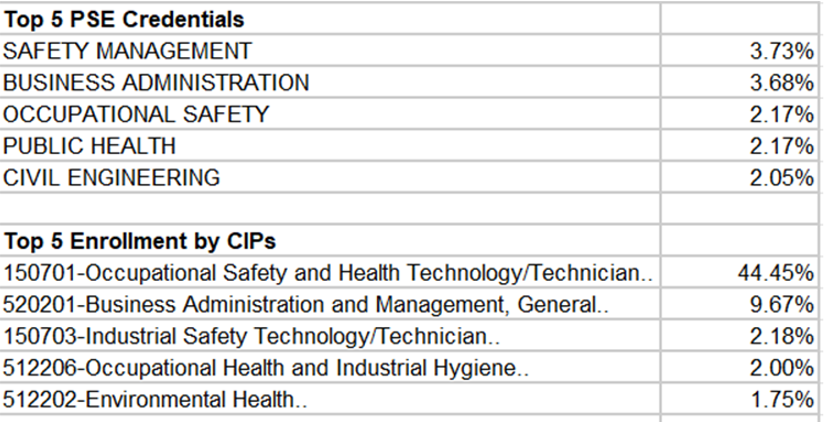 Top 5 PSE Credentials
SAFETY MANAGEMENT 3.73%
BUSINESS ADMINISTRATION 3.68%
OCCUPATIONAL SAFETY 2.17%
PUBLIC HEALTH 2.17%
CIVIL ENGINEERING 2.05%
Top 5 Enrollment by CIPs
150701-Occupational Safety and Health Technology/Technician.. 44.45%
520201-Business Administration and Management, General.. 9.67%
150703-Industrial Safety Technology/Technician.. 2.18%
512206-Occupational Health and Industrial Hygiene.. 2.00%
512202-Environmental Health.. 1.75%